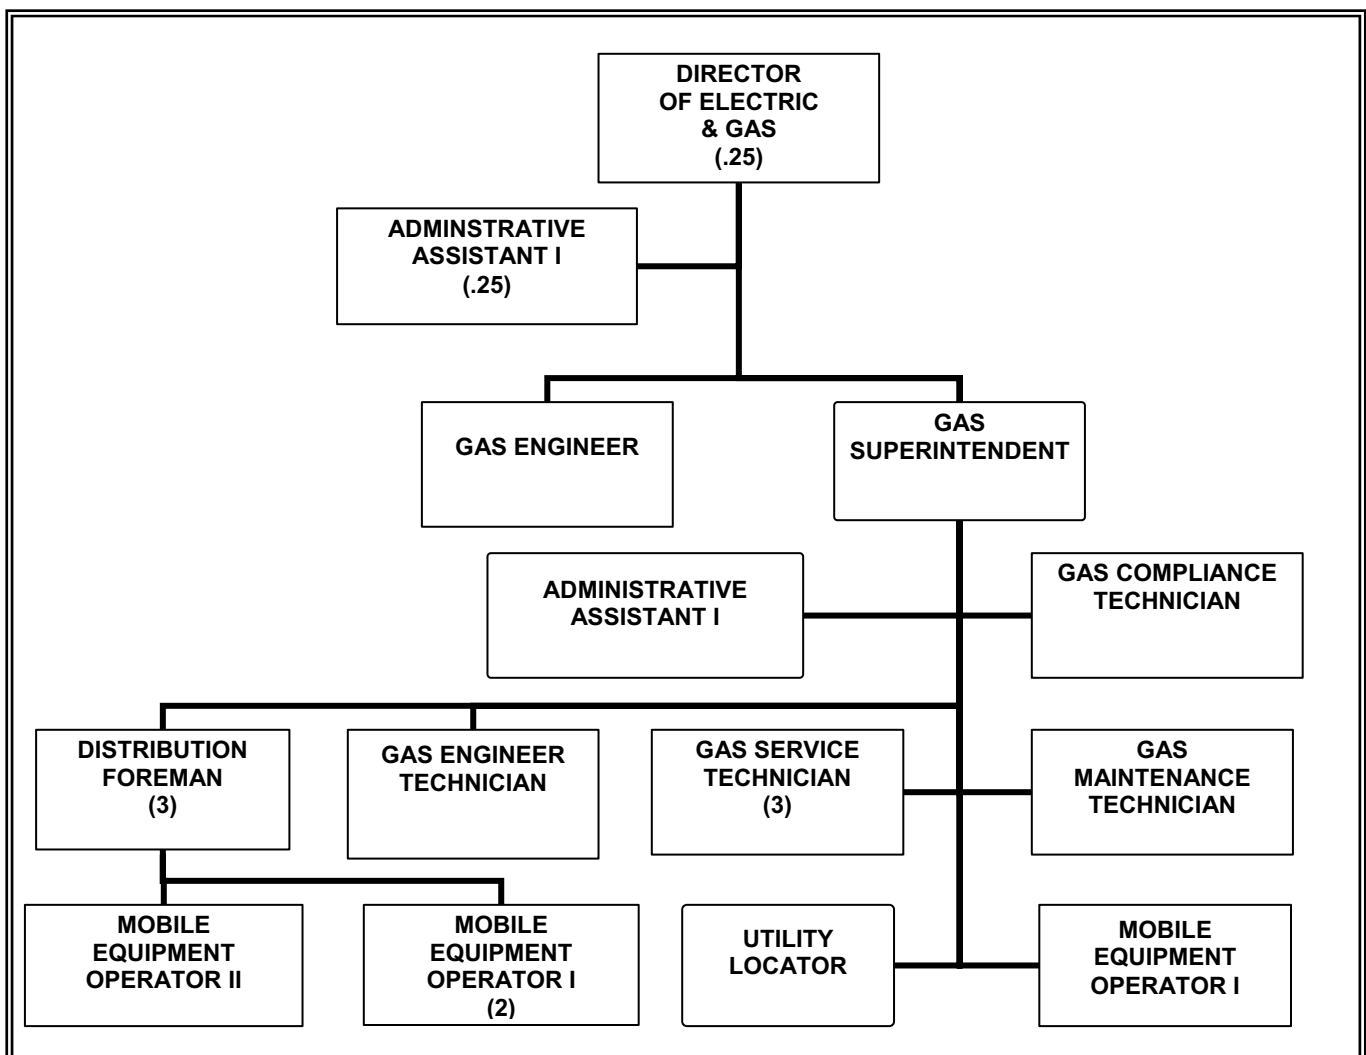 DIRECTOR
OF ELECTRIC
& GAS
(.25)
ADMINSTRATIVE
ASSISTANT I
(.25)
GAS ENGINEER
GAS
SUPERINTENDENT
ADMINISTRATIVE
ASSISTANT I
GAS COMPLIANCE
TECHNICIAN
DISTRIBUTION
FOREMAN
(3)
GAS ENGINEER
TECHNICIAN
GAS SERVICE
TECHNICIAN
(3)
GAS
MAINTENANCE
TECHNICIAN
MOBILE
EQUIPMENT
OPERATOR II
MOBILE
EQUIPMENT
OPERATOR I
(2)
UTILITY
LOCATOR
MOBILE
EQUIPMENT
OPERATOR I